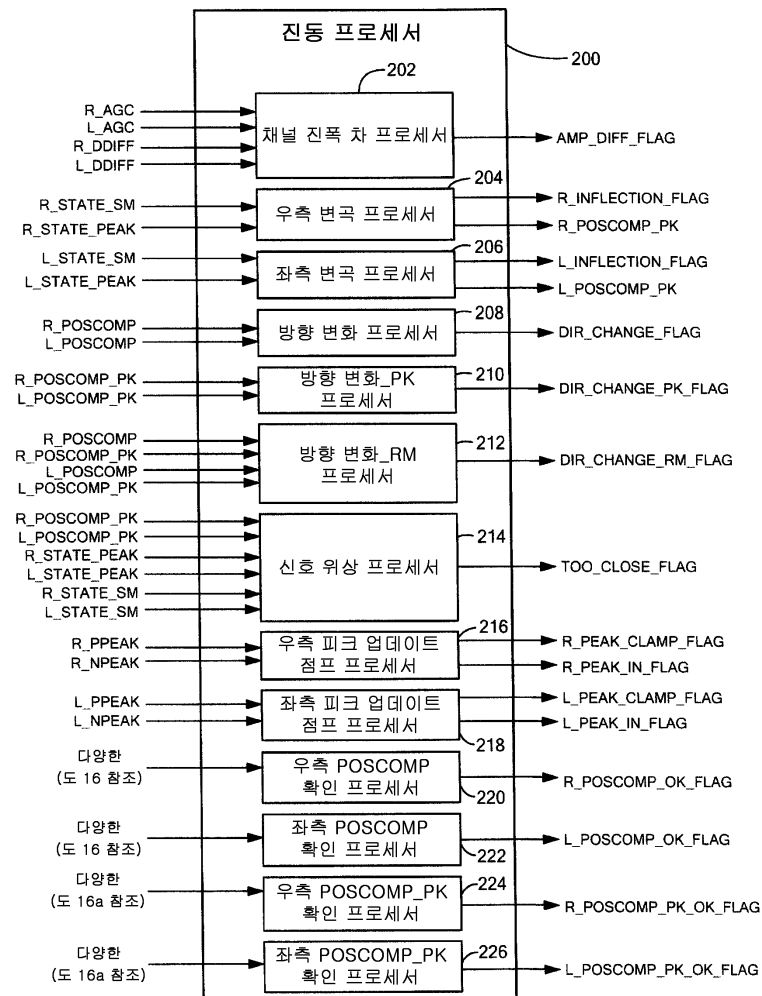 진동 프로세서
200
202
R_AGC
L_AGC
R_DDIFF
L_DDIFF
채널 진폭 차 프로세서
AMP_DIFF_FLAG
204
R_STATE_SM
R_STATE_PEAK
우측 변곡 프로세서
R_INFLECTION_FLAG
R_POSCOMP_PK
206
L_STATE_SM
L_STATE_PEAK
좌측 변곡 프로세서
L_INFLECTION_FLAG
L_POSCOMP_PK
208
R_POSCOMP
L_POSCOMP
방향 변화 프로세서
DIR_CHANGE_FLAG
210
R_POSCOMP_PK
L_POSCOMP_PK
방향 변화_PK
프로세서
DIR_CHANGE_PK_FLAG
212
R_POSCOMP
R_POSCOMP_PK
L_POSCOMP
L_POSCOMP_PK
방향 변화_RM
프로세서
DIR_CHANGE_RM_FLAG
214
R_POSCOMP_PK
L_POSCOMP_PK
R_STATE_PEAK
L_STATE_PEAK
R_STATE_SM
L_STATE_SM
신호 위상 프로세서
TOO_CLOSE_FLAG
216
R_PPEAK
R_NPEAK
우측 피크 업데이트
점프 프로세서
R_PEAK_CLAMP_FLAG
R_PEAK_IN_FLAG
L_PPEAK
L_NPEAK
좌측 피크 업데이트
점프 프로세서
218
L_PEAK_CLAMP_FLAG
L_PEAK_IN_FLAG
다양한
(도 16 참조)
우측 POSCOMP
확인 프로세서
220
R_POSCOMP_OK_FLAG
다양한
(도 16 참조)
좌측 POSCOMP
확인 프로세서
222
L_POSCOMP_OK_FLAG
다양한
(도 16a 참조)
우측 POSCOMP_PK
확인 프로세서
224
R_POSCOMP_PK_OK_FLAG
다양한
(도 16a 참조)
좌측 POSCOMP_PK
확인 프로세서
226
L_POSCOMP_PK_OK_FLAG